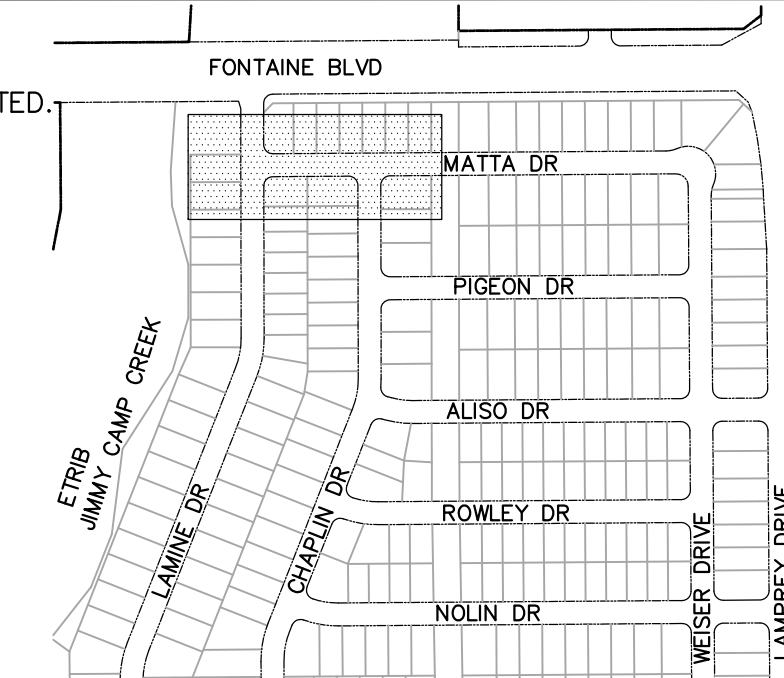 FONTAINE BLVD
TED.
MATTA DR
PIGEON DR
ETRIB
JIMMY CAMP CREEK
ALISO DR
LAMINE DR
CHAPLIN DR
ROWLEY DR
WEISER DRIVE
LAMPREY DRIVE
NOLIN DR